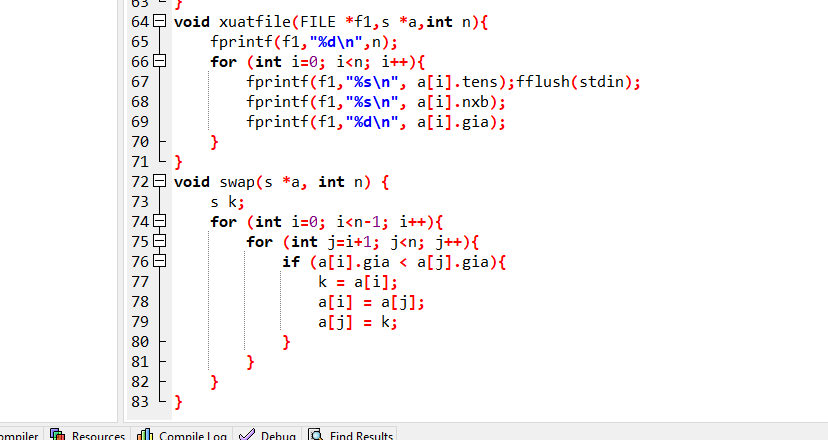 63 }
64 void xuatfile(FILE *f1,s *a,int n){
65 fprintf(f1,"%d\n",n);
66 for (int i=0; i<n; i++){
67 fprintf(f1,"%s\n", a[i].tens);fflush(stdin);
68 fprintf(f1,"%s\n", a[i].nxb);
69 fprintf(f1,"%d\n", a[i].gia);
70 }
71 }
72 void swap(s *a, int n) {
73 s k;
74 for (int i=0; i<n-1; i++){
75 for (int j=i+1; j<n; j++){
76 if (a[i].gia < a[j].gia){
77 k = a[i];
78 a[i] = a[j];
79 a[j] = k;
80 }
81 }
82 }
83 }
ompiler Resources Compile Log Debug Find Results